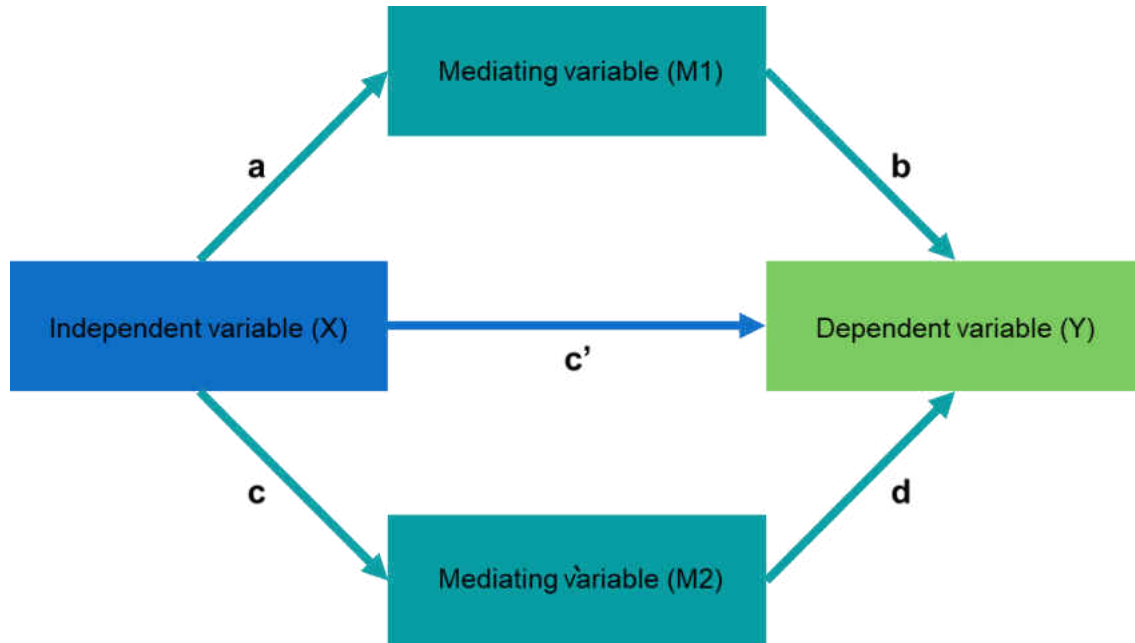 Mediating variable (M1)
a
b
Independent variable (X)
c’
Dependent variable (Y)
c
d
Mediating variable (M2)